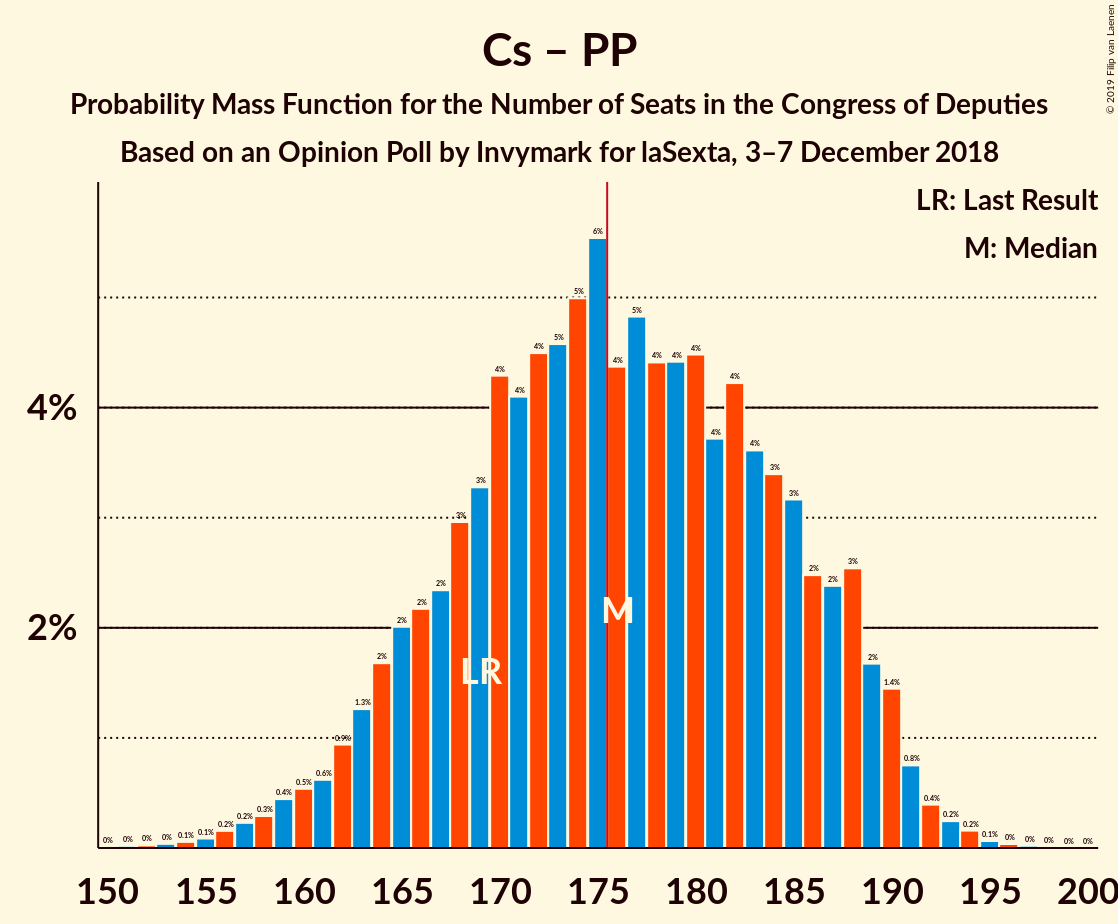 Cs – PP
Probability Mass Function for the Number of Seats in the Congress of Deputies
Based on an Opinion Poll by Invymark for laSexta, 3–7 December 2018
© 2019 Filip van Laenen
LR: Last Result
M: Median
4%
2%
0% 0% 0% 0% 0.1% 0.1% 0.2% 0.2% 0.3% 0.4% 0.5% 0.6% 0.9% 1.3% 2% 2% 2% 2% 3% 3% 4% 4% 4% 5% 5% 6% 4% 5% 4% 4% 4% 4% 4% 4% 3% 3% 2% 2% 3% 2% 1.4% 0.8% 0.4% 0.2% 0.2% 0.1% 0% 0% 0% 0% 0%
LR
M
150 155 160 165 170 175 180 185 190 195 200